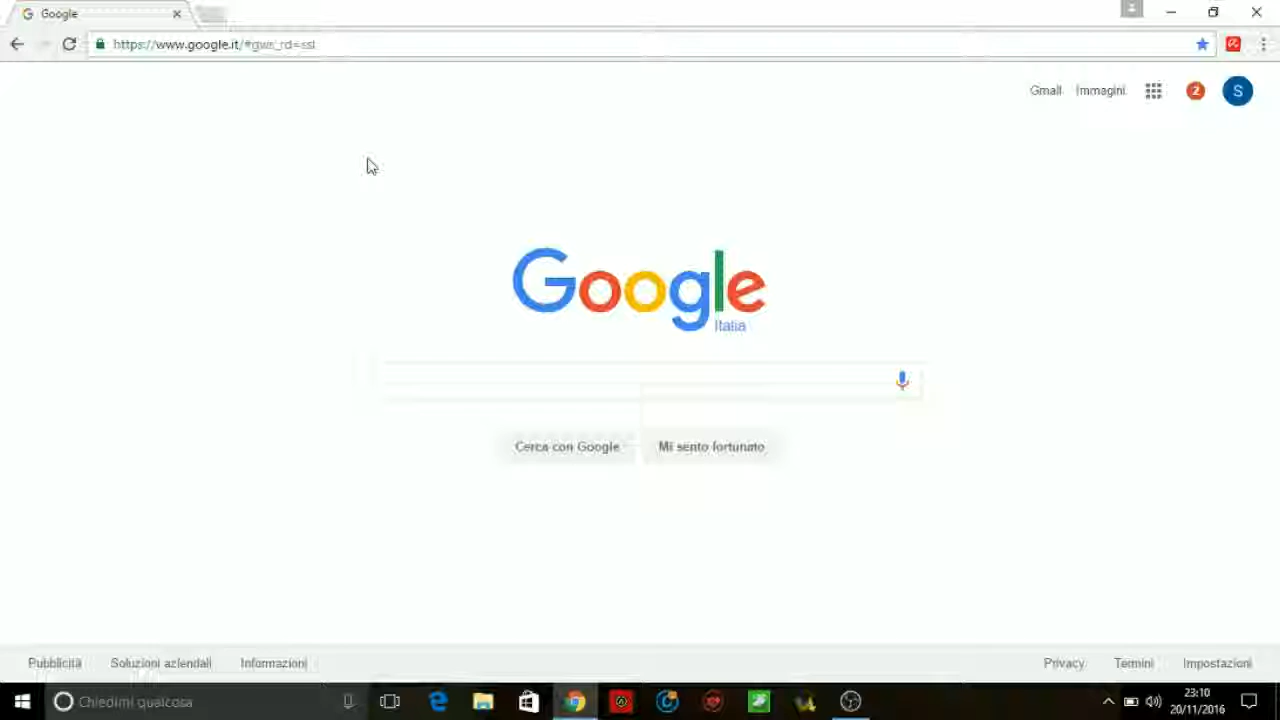 Google
https://www.google.it/#gws_rd=ssl
Gmail Immagini 2 S
Google
Italia
Cerca con Google Mi sento fortunato
Pubblicità Soluzioni aziendali Informazioni Privacy Termini Impostazioni
Chiedimi qualcosa 23:10
20/11/2016